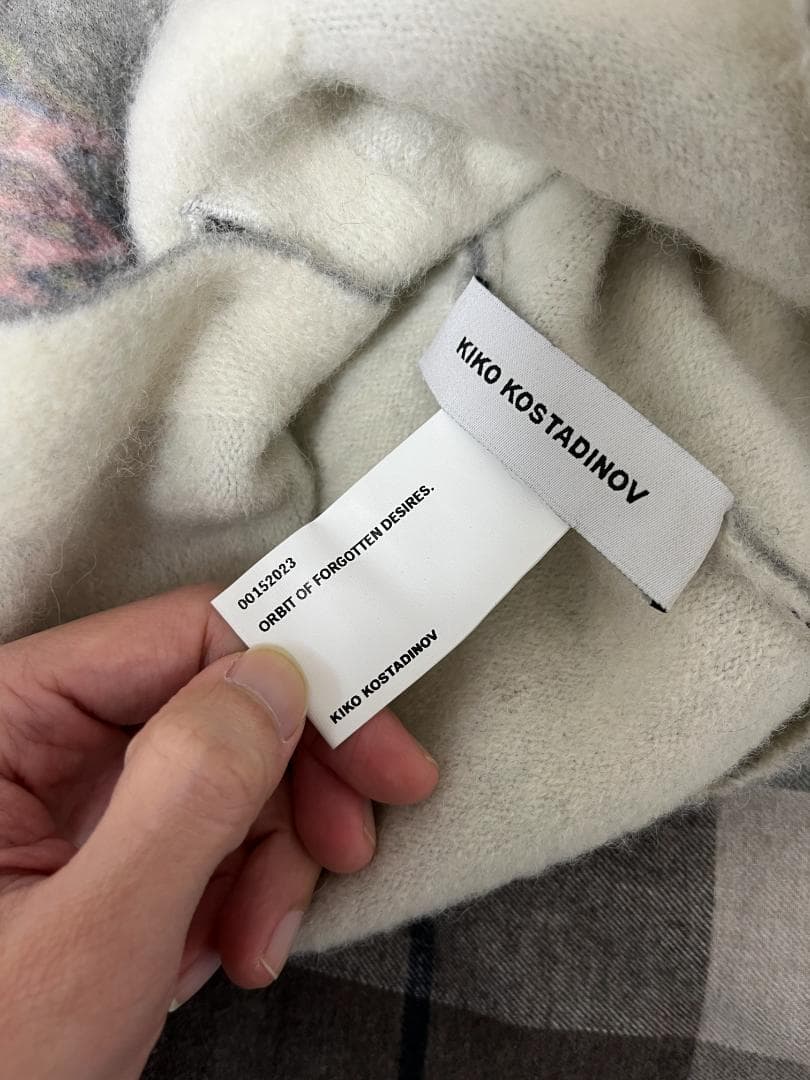 KIKO KOSTADINOV
00152023
ORBIT OF FORGOTTEN DESIRES.
KIKO KOSTADINOV